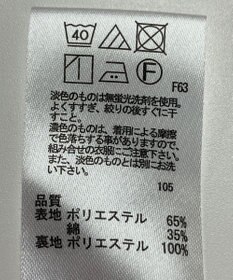 40
F
F63
淡色のものは無蛍光洗剤を使用。
よくすすぎ、絞りの後すぐに干
すこと。
濃色のものは、着用による摩擦
で色落ちする事がありますので、
組み合せの衣服にご注意下さい。
また、淡色のものとは別にお洗
い下さい。
105
品質
表地 ポリエステル 65%
綿 35%
裏地 ポリエステル 100%